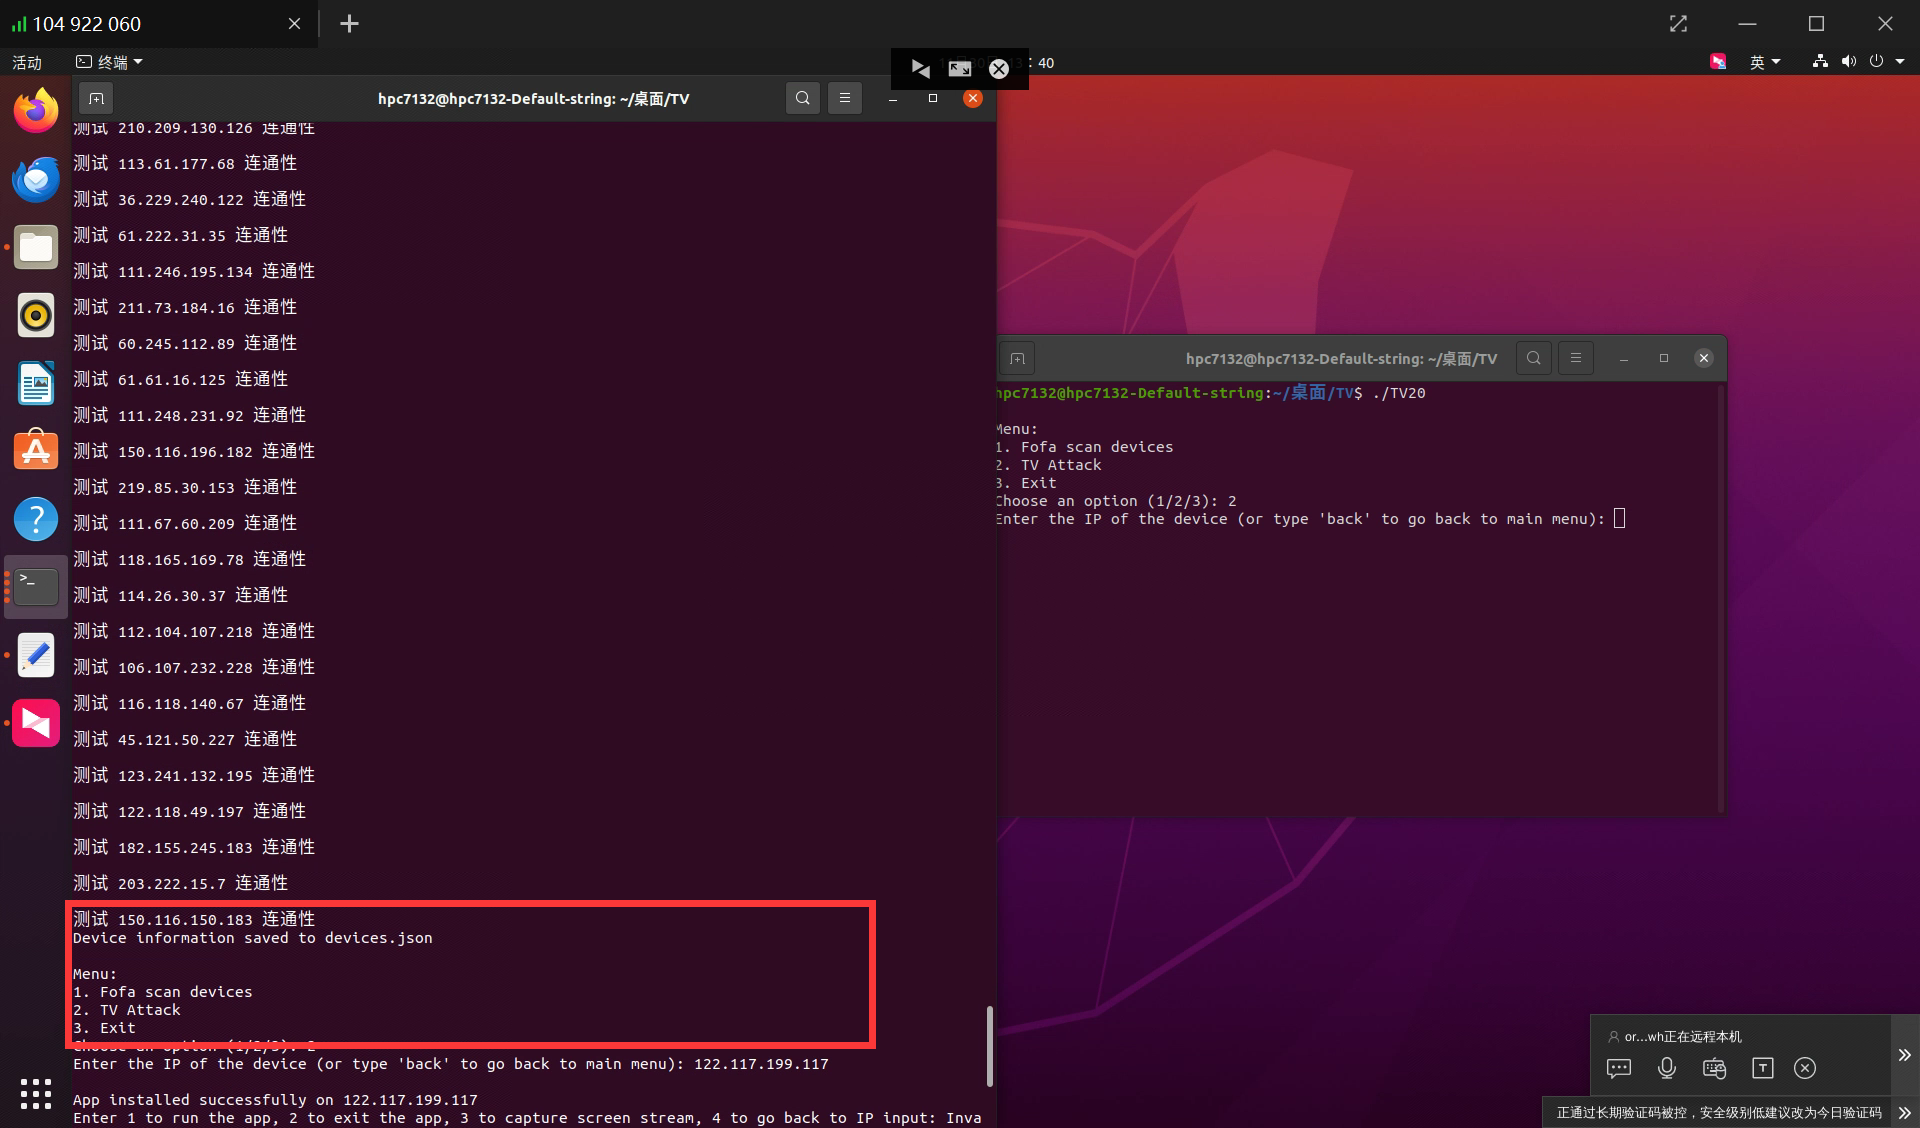 104 922 060
活动
终端
: 40
英
hpc7132@hpc7132-Default-string: ~/桌面/TV
测试 210.209.130.126 连通性
测试 113.61.177.68 连通性
测试 36.229.240.122 连通性
测试 61.222.31.35 连通性
测试 111.246.195.134 连通性
测试 211.73.184.16 连通性
测试 60.245.112.89 连通性
测试 61.61.16.125 连通性
测试 111.248.231.92 连通性
测试 150.116.196.182 连通性
测试 219.85.30.153 连通性
测试 111.67.60.209 连通性
测试 118.165.169.78 连通性
测试 114.26.30.37 连通性
测试 112.104.107.218 连通性
测试 106.107.232.228 连通性
测试 116.118.140.67 连通性
测试 45.121.50.227 连通性
测试 123.241.132.195 连通性
测试 122.118.49.197 连通性
测试 182.155.245.183 连通性
测试 203.222.15.7 连通性
测试 150.116.150.183 连通性
Device information saved to devices.json
Menu:
1. Fofa scan devices
2. TV Attack
3. Exit
Choose an option (1/2/3): 2
Enter the IP of the device (or type 'back' to go back to main menu): 122.117.199.117
App installed successfully on 122.117.199.117
Enter 1 to run the app, 2 to exit the app, 3 to capture screen stream, 4 to go back to IP input: Inva
hpc7132@hpc7132-Default-string: ~/桌面/TV
hpc7132@hpc7132-Default-string:~/桌面/TV$ ./TV20
Menu:
1. Fofa scan devices
2. TV Attack
3. Exit
Choose an option (1/2/3): 2
Enter the IP of the device (or type 'back' to go back to main menu):
or...wh正在远程本机
正通过长期验证码被控，安全级别低建议改为今日验证码